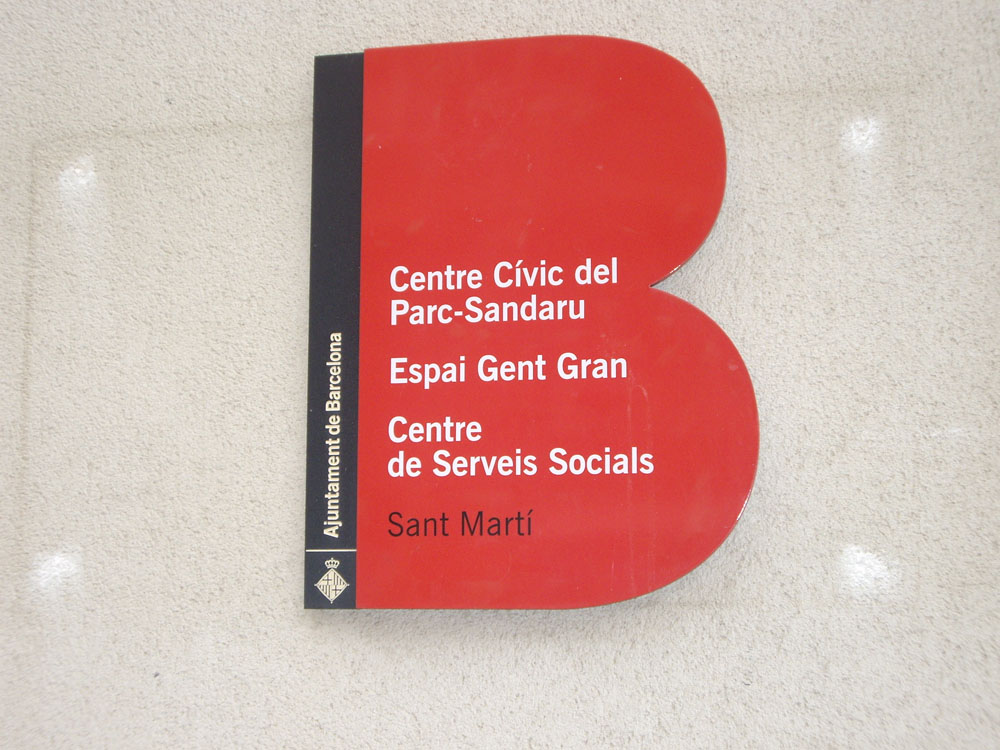 Centre Cívic del
Parc-Sandaru
Espai Gent Gran
Centre
de Serveis Socials
Sant Martí
Ajuntament de Barcelona